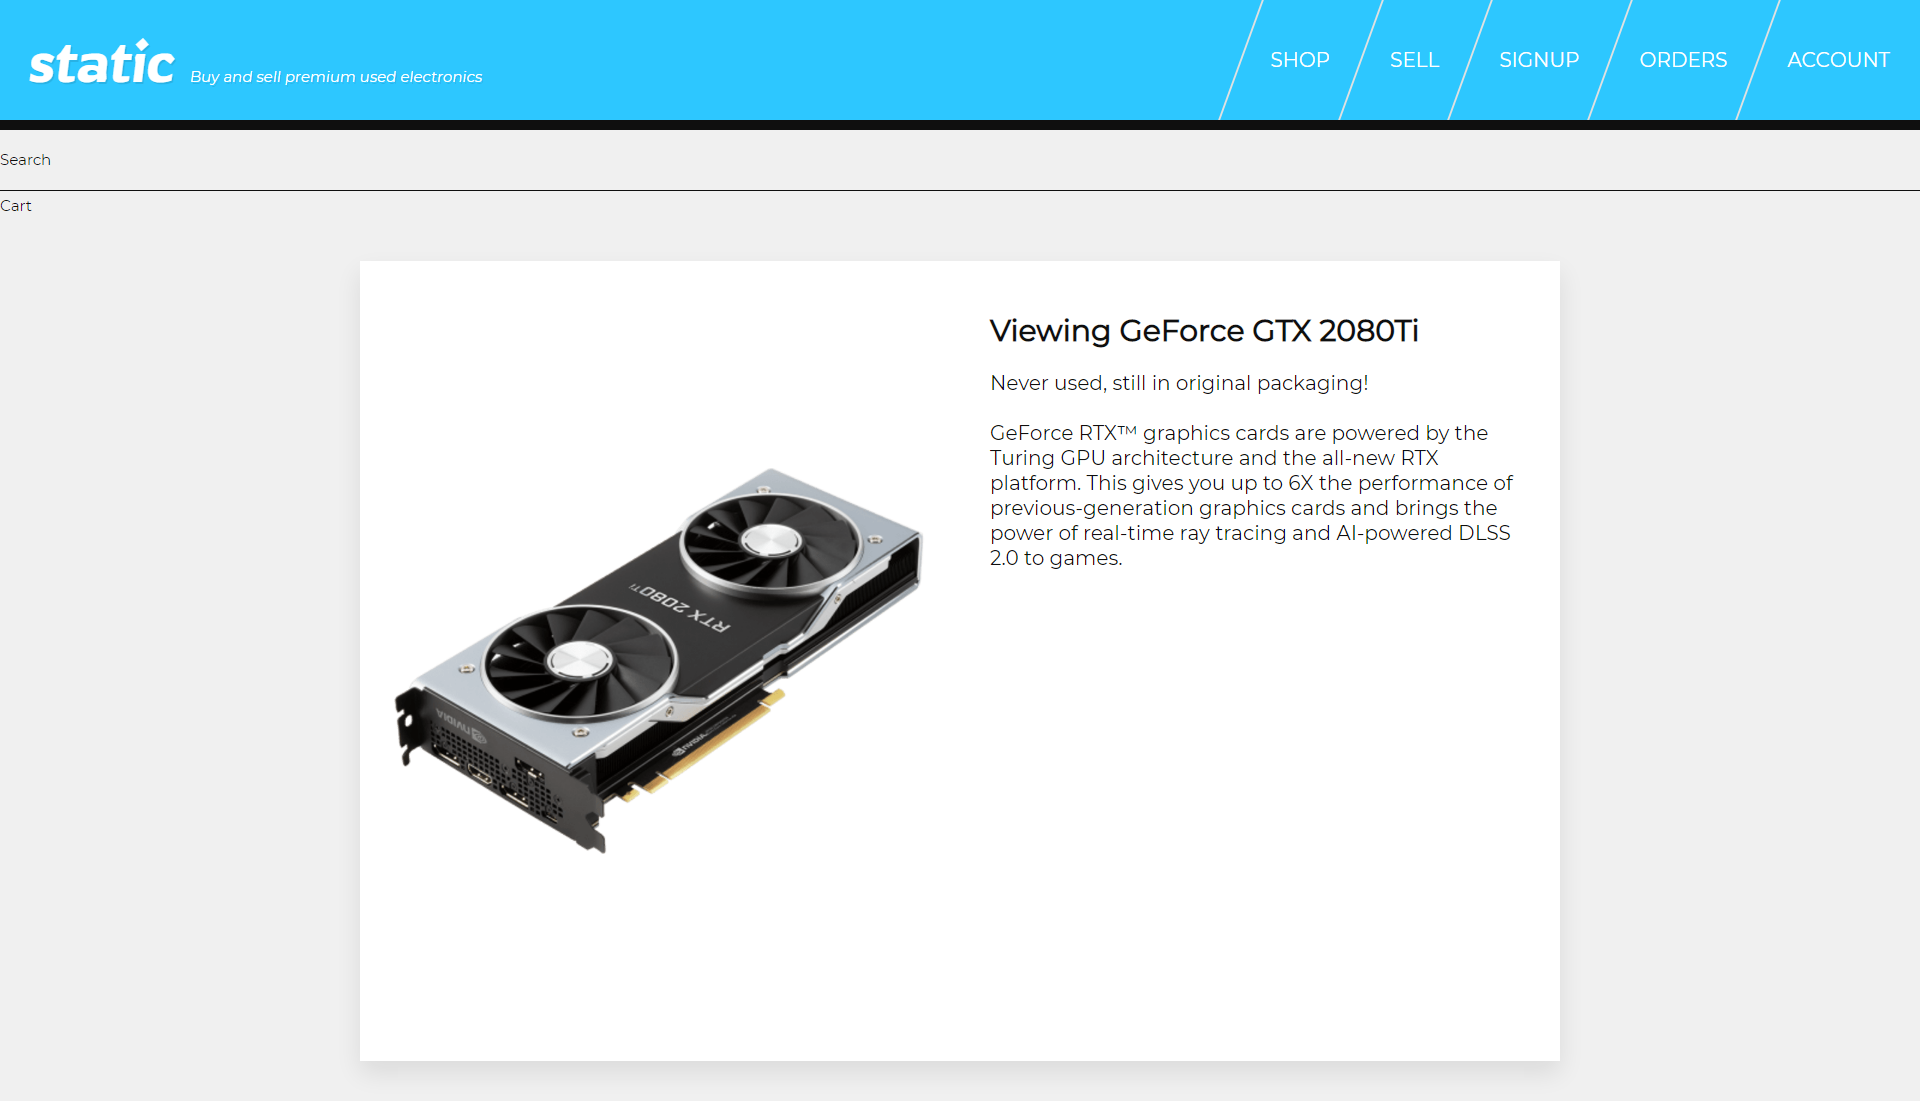 static
Buy and sell premium used electronics
SHOP
SELL
SIGNUP
ORDERS
ACCOUNT
Search
Cart
Viewing GeForce GTX 2080Ti
Never used, still in original packaging!
GeForce RTX™ graphics cards are powered by the
Turing GPU architecture and the all-new RTX
platform. This gives you up to 6X the performance of
previous-generation graphics cards and brings the
power of real-time ray tracing and AI-powered DLSS
2.0 to games.
RTX 2080 Ti
NVIDIA
NVIDIA